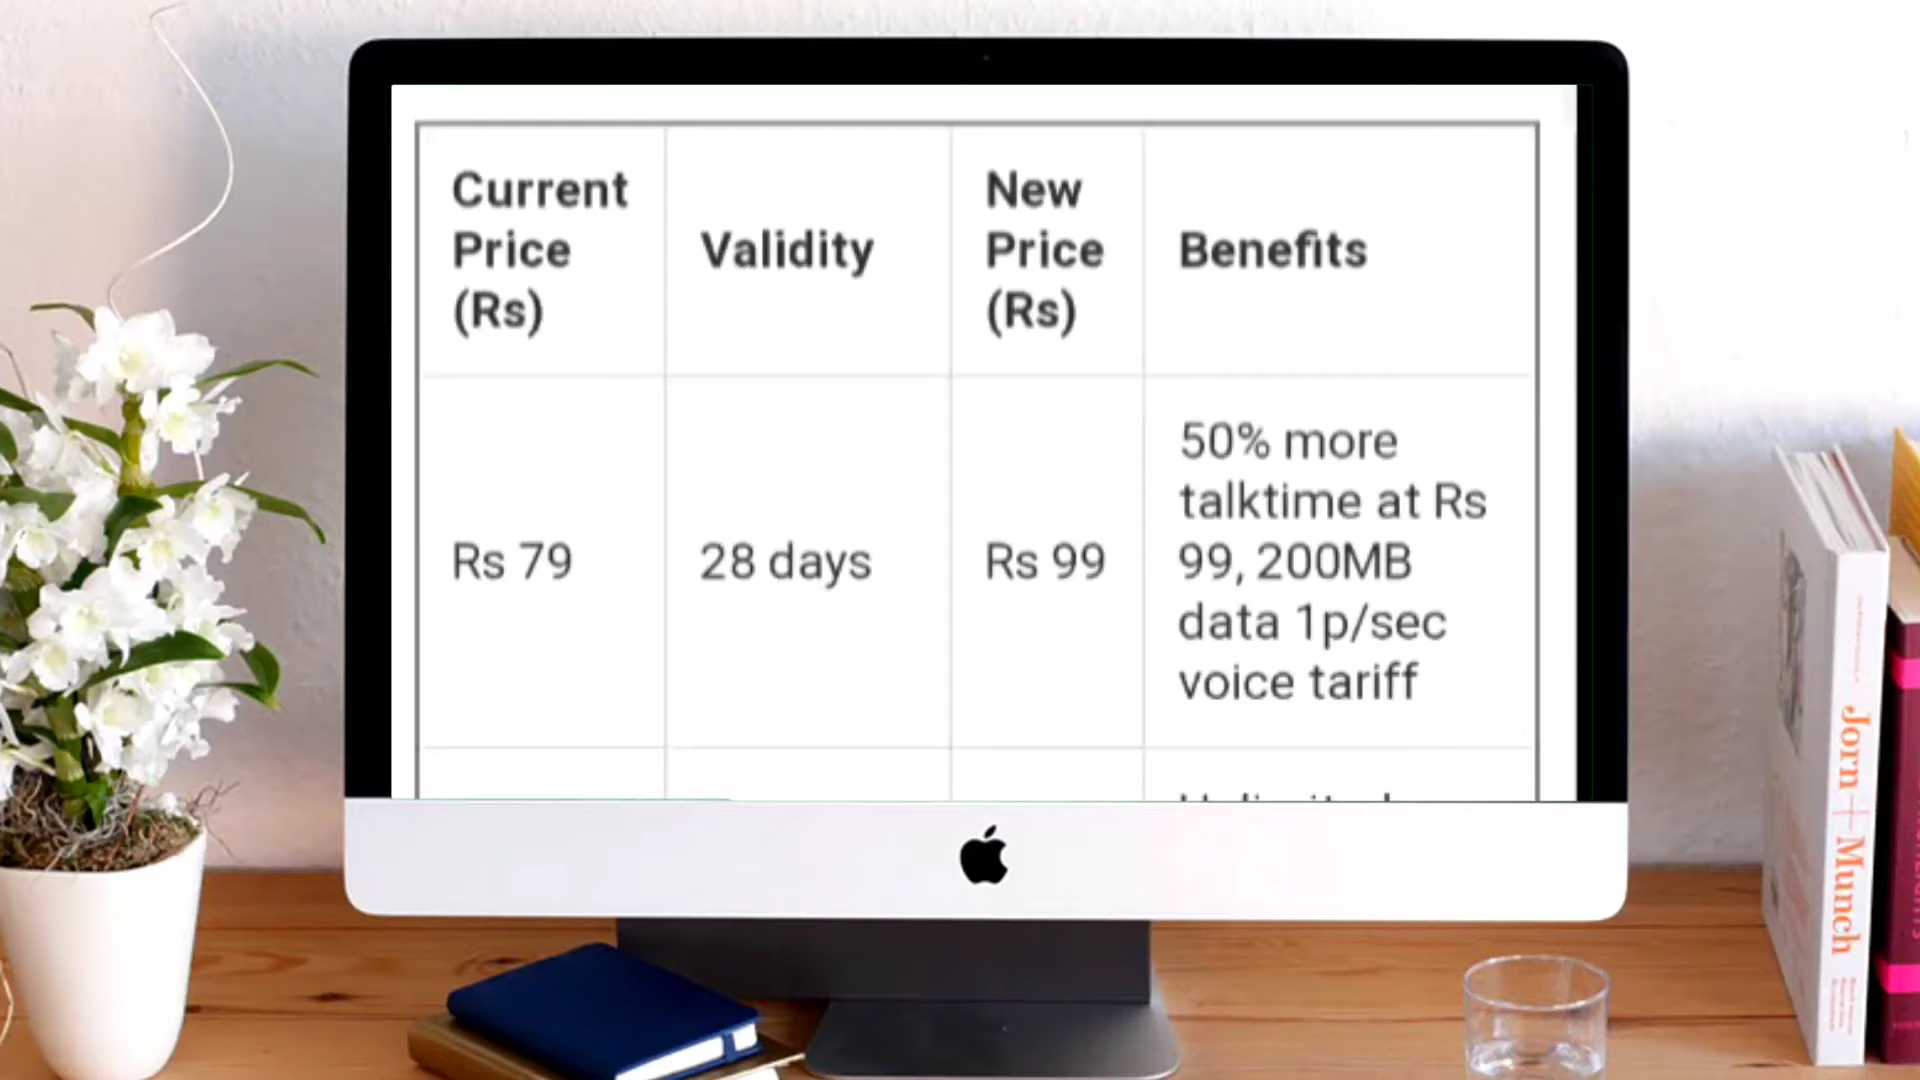 Current
Price
(Rs)
Validity
New
Price
(Rs)
Benefits
Rs 79
28 days
Rs 99
50% more
talktime at Rs
99, 200MB
data 1p/sec
voice tariff
Jorn + Munch